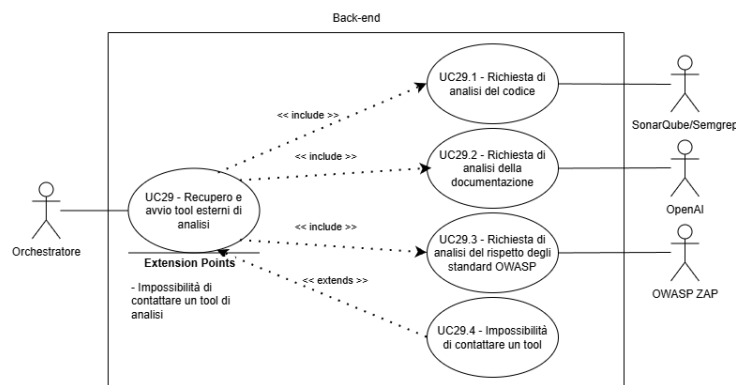 Back-end
UC29.1 - Richiesta di
analisi del codice
SonarQube/Semgrep
<< include >>
UC29.2 - Richiesta di
analisi della
documentazione
OpenAI
<< include >>
UC29 - Recupero e
avvio tool esterni di
analisi
Orchestratore
<< include >>
UC29.3 - Richiesta di
analisi del rispetto degli
standard OWASP
OWASP ZAP
Extension Points
- Impossibilità di
contattare un tool di
analisi
<< extends >>
UC29.4 - Impossibilità
di contattare un tool